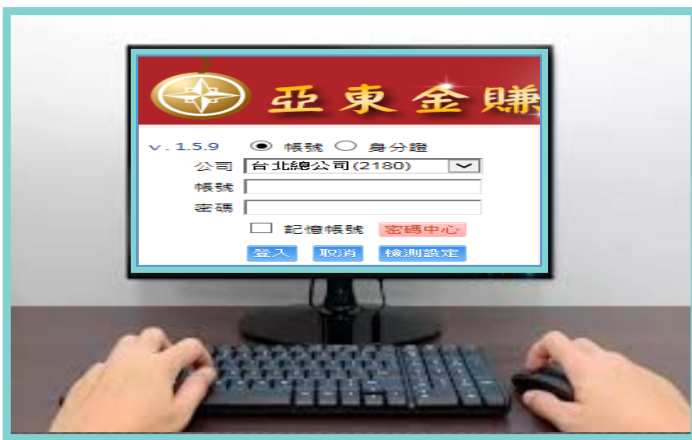 亞東金賺
v. 1.5.9 帳號 身分證
公司 台北總公司(2180)
帳號
密碼
記憶帳號 密碼中心
登入 取消 檢測設定